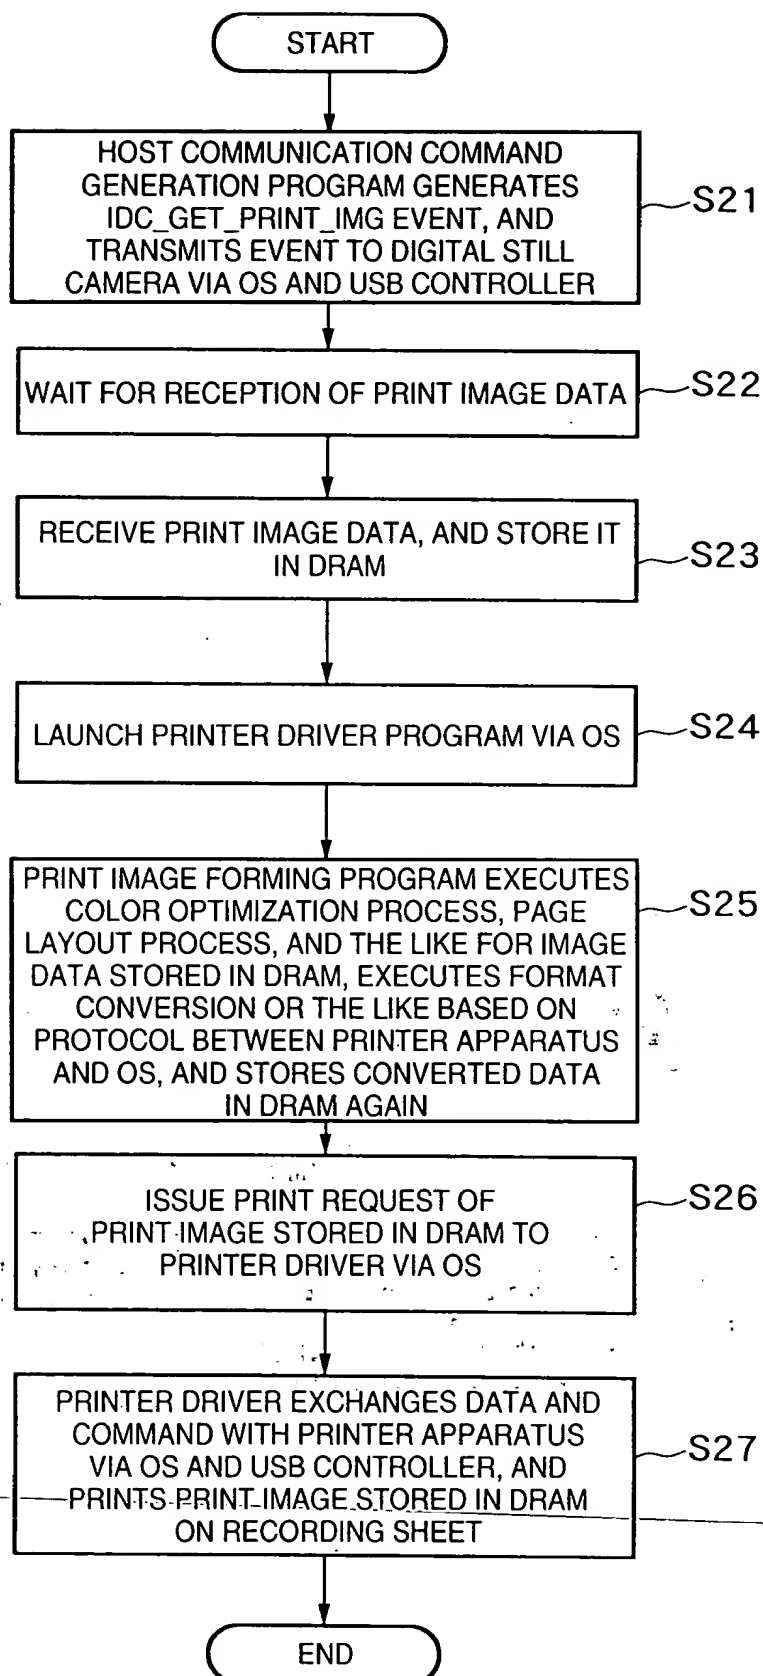 START
HOST COMMUNICATION COMMAND
GENERATION PROGRAM GENERATES
IDC_GET_PRINT_IMG EVENT, AND
TRANSMITS EVENT TO DIGITAL STILL
CAMERA VIA OS AND USB CONTROLLER
S21
WAIT FOR RECEPTION OF PRINT IMAGE DATA
S22
RECEIVE PRINT IMAGE DATA, AND STORE IT
IN DRAM
S23
LAUNCH PRINTER DRIVER PROGRAM VIA OS
S24
PRINT IMAGE FORMING PROGRAM EXECUTES
COLOR OPTIMIZATION PROCESS, PAGE
LAYOUT PROCESS, AND THE LIKE FOR IMAGE
DATA STORED IN DRAM, EXECUTES FORMAT
CONVERSION OR THE LIKE BASED ON
PROTOCOL BETWEEN PRINTER APPARATUS
AND OS, AND STORES CONVERTED DATA
IN DRAM AGAIN
S25
ISSUE PRINT REQUEST OF
PRINT IMAGE STORED IN DRAM TO
PRINTER DRIVER VIA OS
S26
PRINTER DRIVER EXCHANGES DATA AND
COMMAND WITH PRINTER APPARATUS
VIA OS AND USB CONTROLLER, AND
PRINTS PRINT IMAGE STORED IN DRAM
ON RECORDING SHEET
S27
END